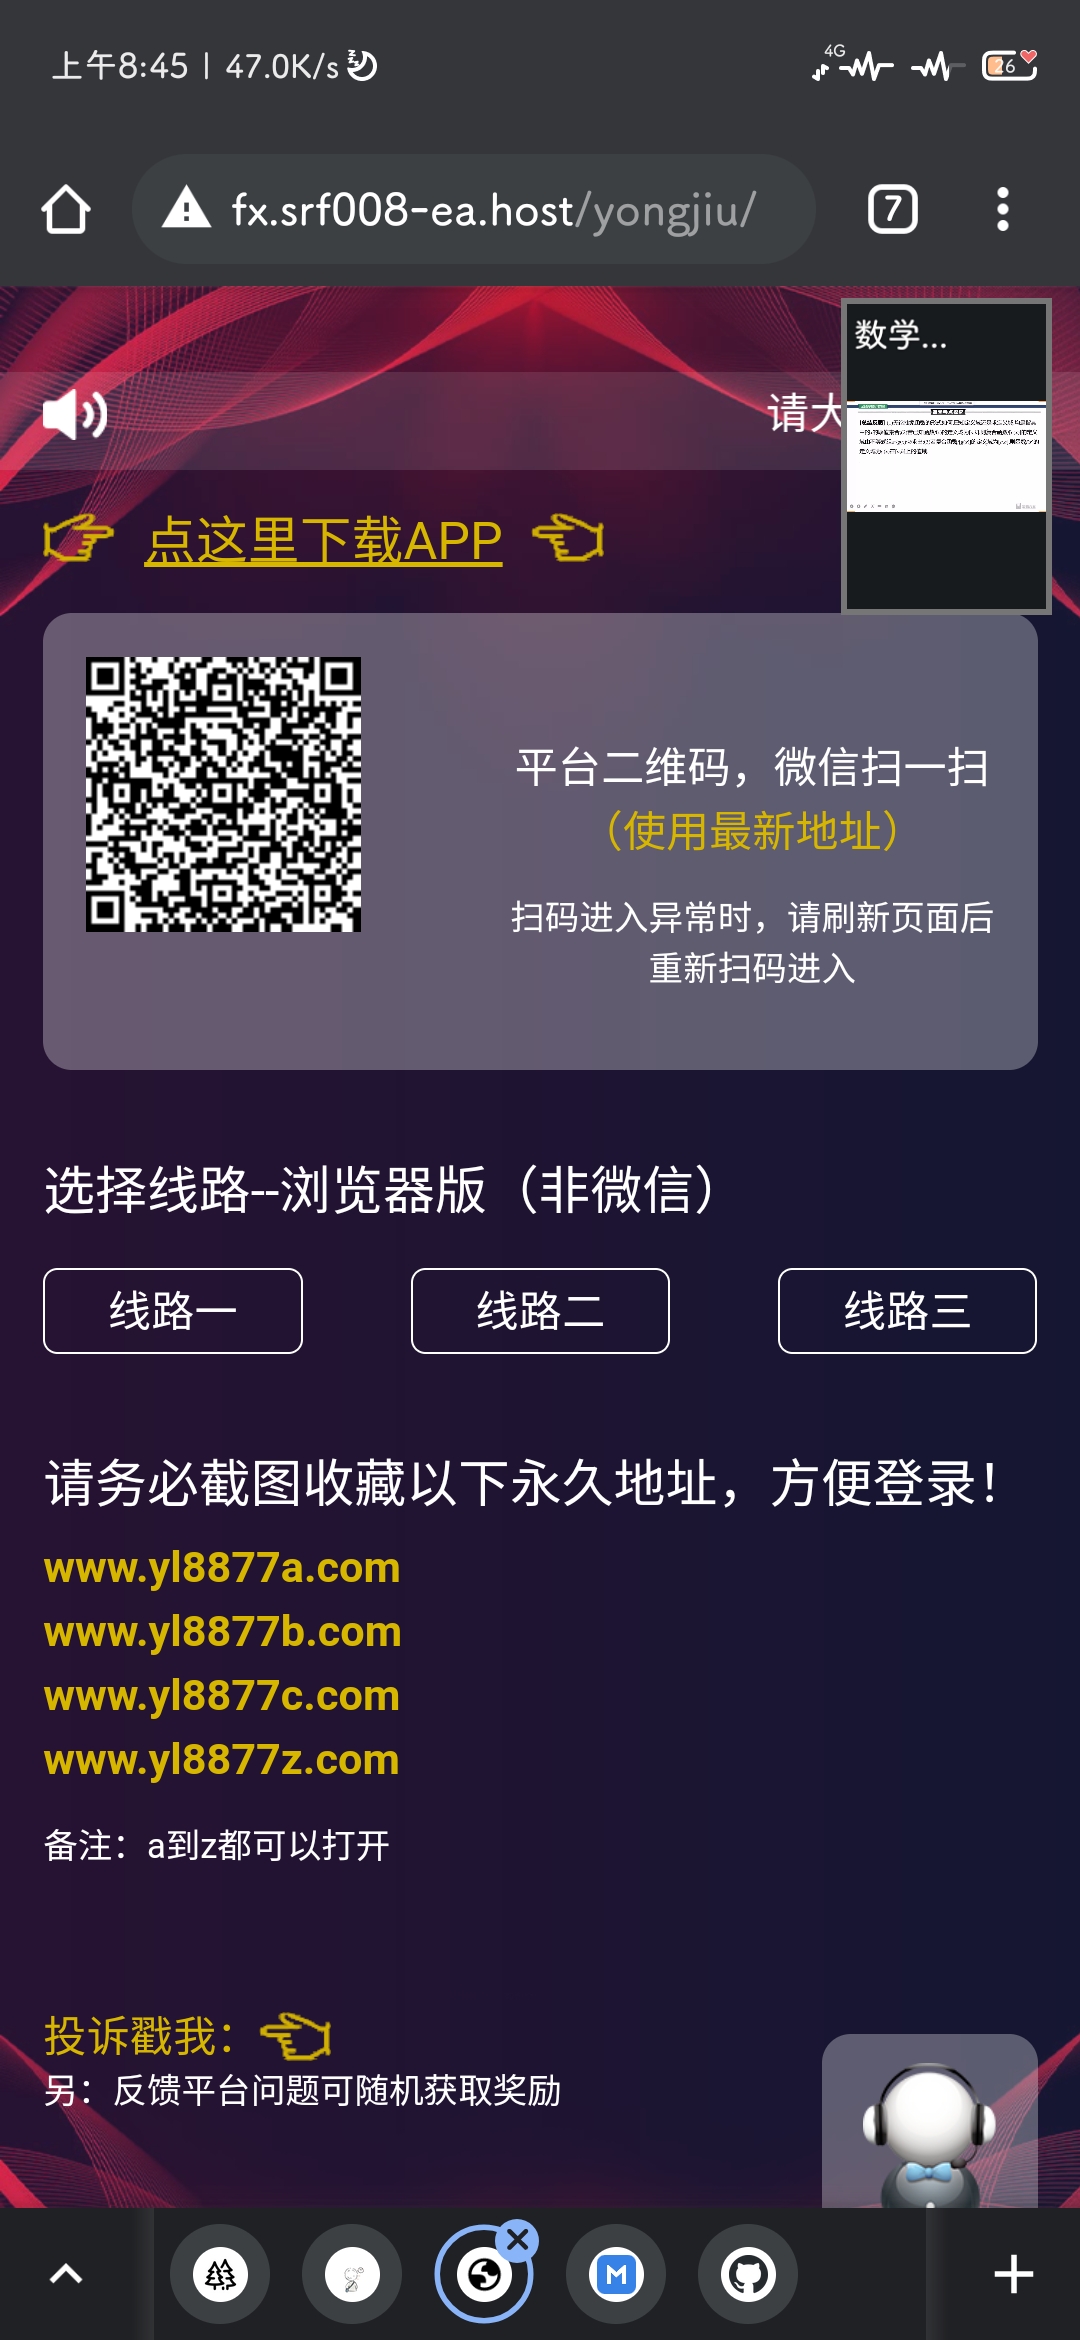 上午8:45 | 47.0K/s
4G
26
fx.srf008-ea.host/yongjiu/
7
数学...
请大
点这里下载APP
平台二维码，微信扫一扫
（使用最新地址）
扫码进入异常时，请刷新页面后
重新扫码进入
选择线路--浏览器版（非微信）
线路一
线路二
线路三
请务必截图收藏以下永久地址，方便登录！
www.yl8877a.com
www.yl8877b.com
www.yl8877c.com
www.yl8877z.com
备注：a到z都可以打开
投诉戳我：
另：反馈平台问题可随机获取奖励